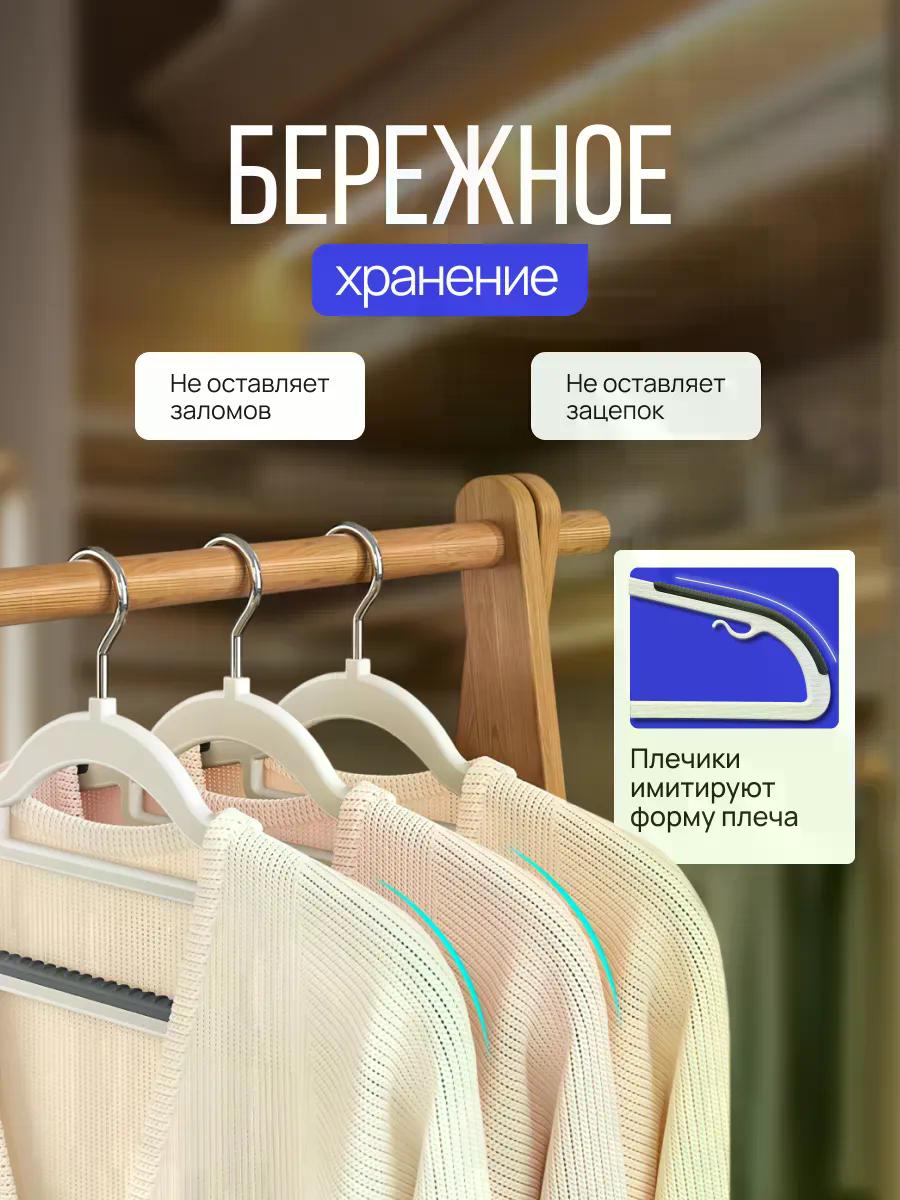 БЕРЕЖНОЕ
хранение
Не оставляет
заломов
Не оставляет
зацепок
Плечики
имитируют
форму плеча